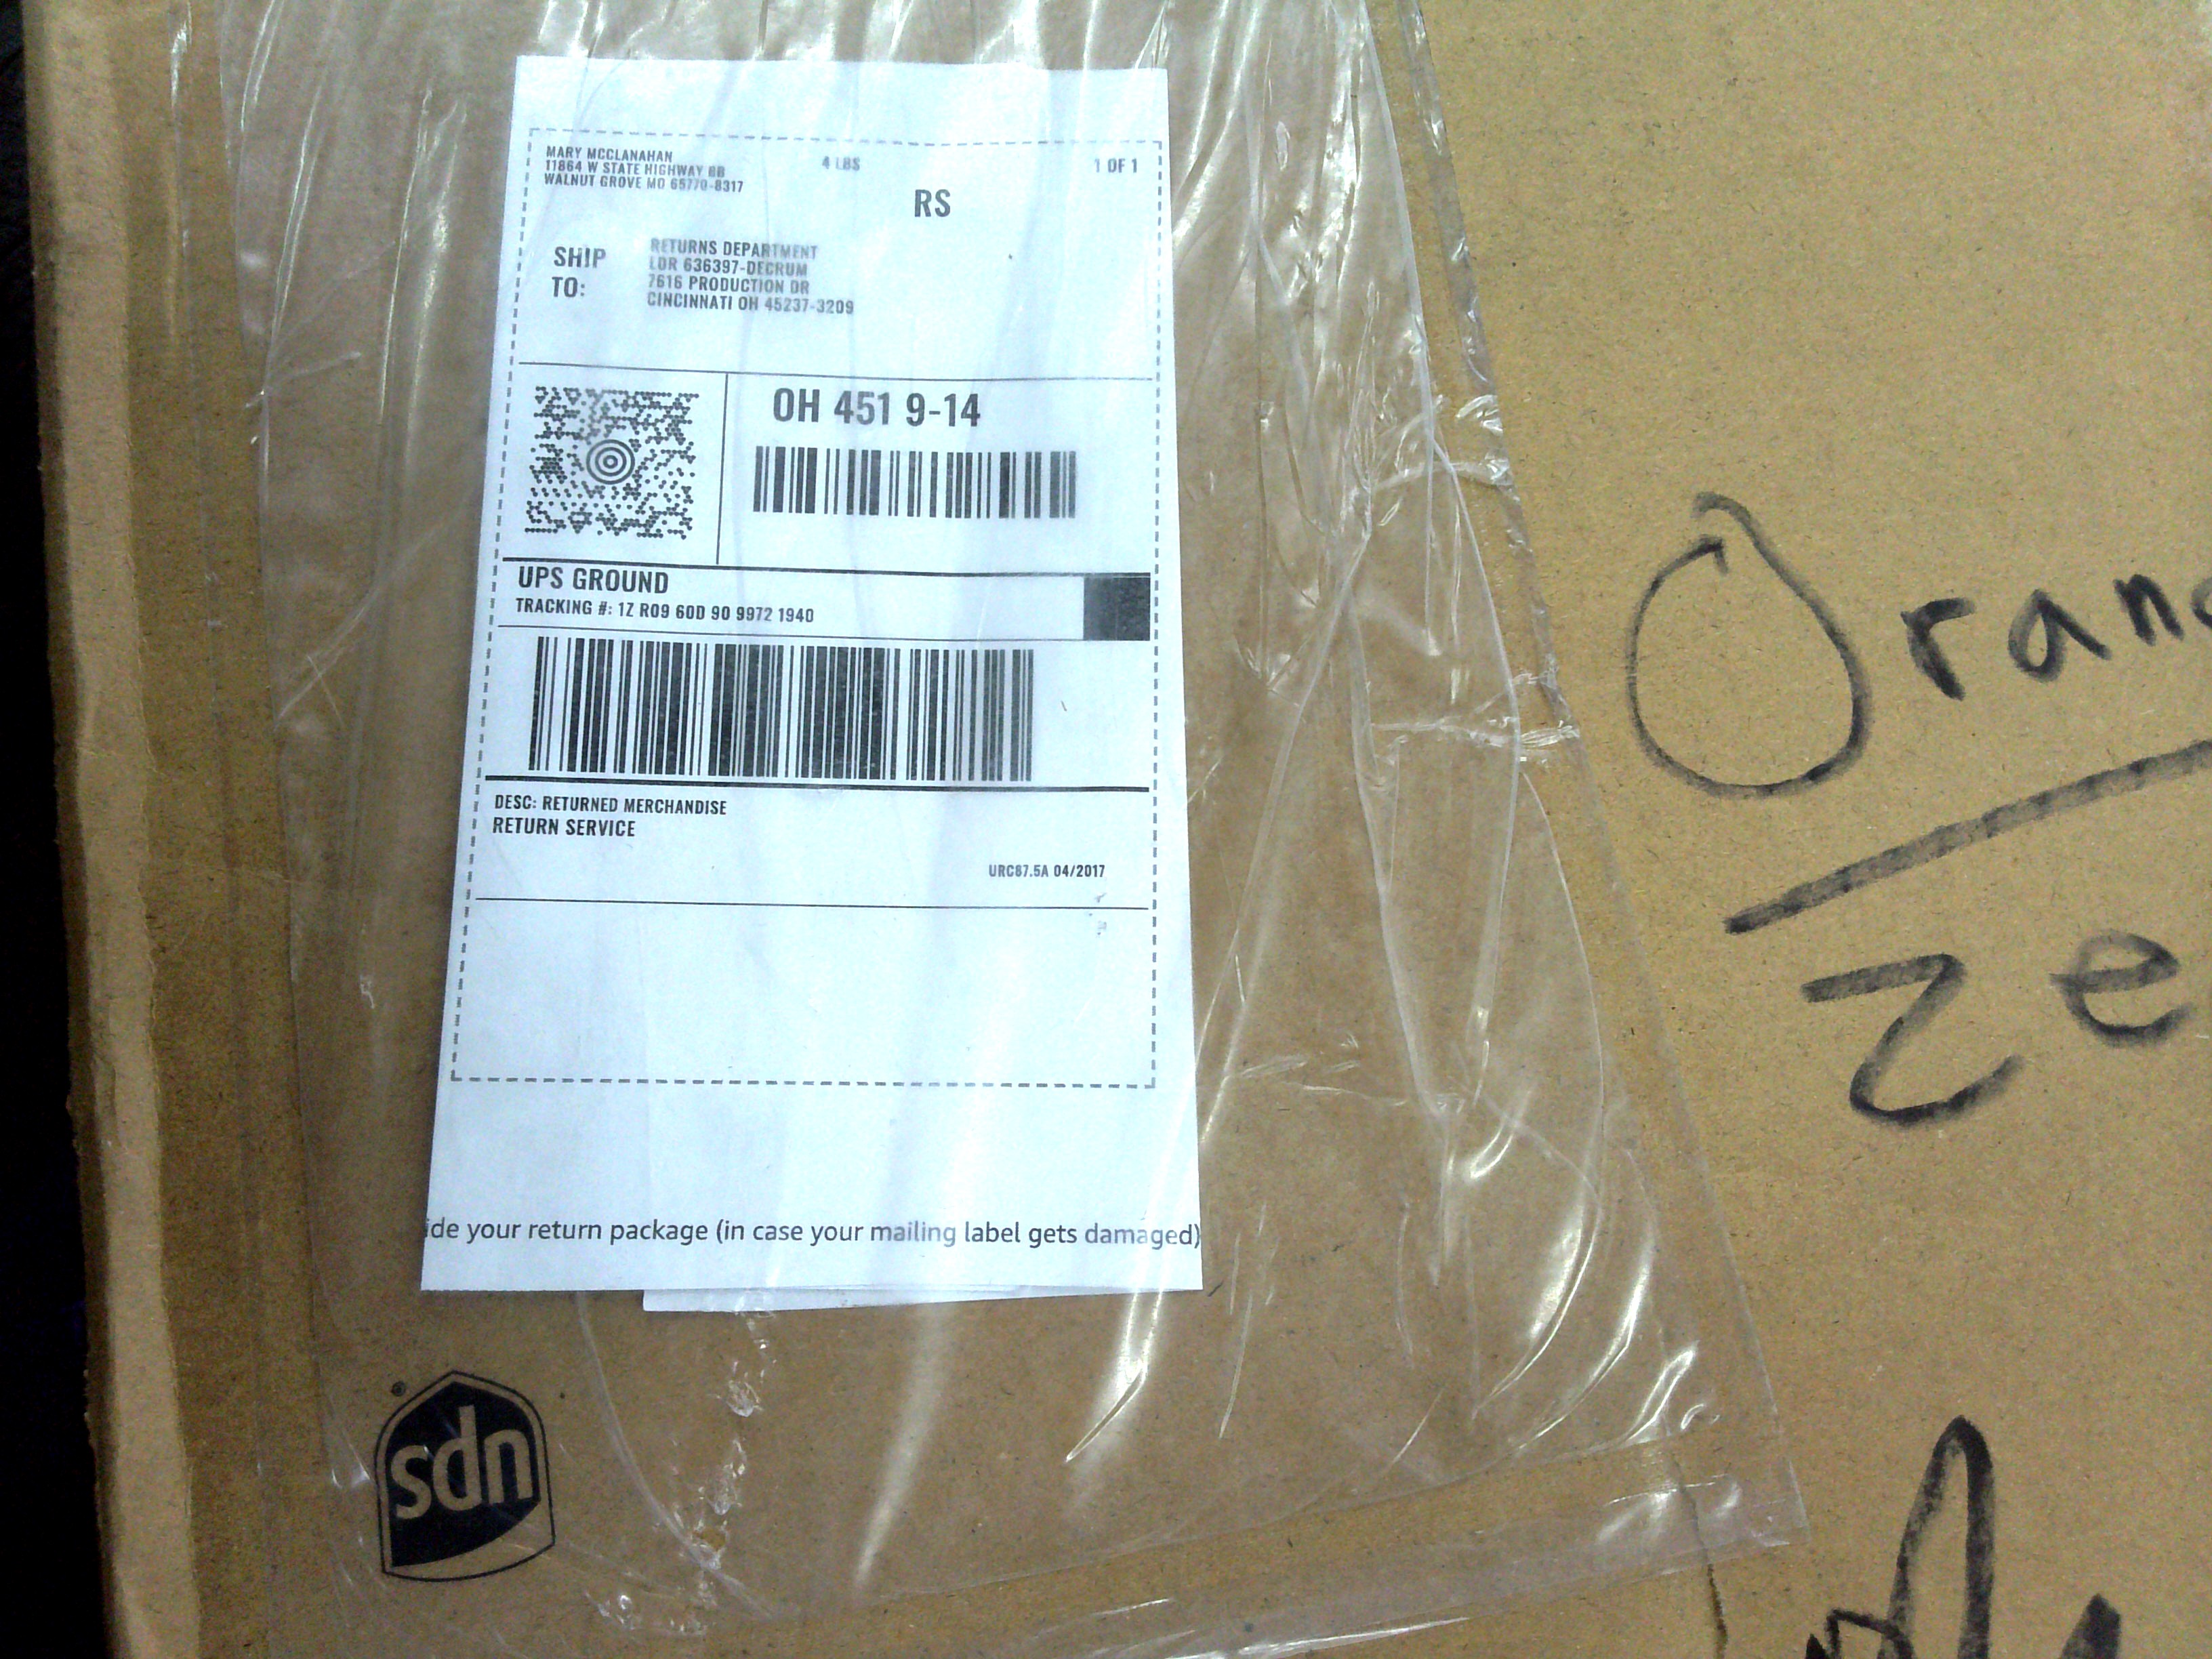 MARY MCCLANAHAN
11864 W STATE HIGHWAY BB
WALNUT GROVE MO 65770-8317
4 LBS
1 OF 1
RS
SHIP TO:
RETURNS DEPARTMENT
LOR 636397-DECRUM
7616 PRODUCTION DR
CINCINNATI OH 45237-3209
OH 451 9-14
UPS GROUND
TRACKING #: 1Z R09 60D 90 9972 1940
DESC: RETURNED MERCHANDISE
RETURN SERVICE
URC87.5A 04/2017
ide your return package (in case your mailing label gets damaged)
ups
Oran
ze